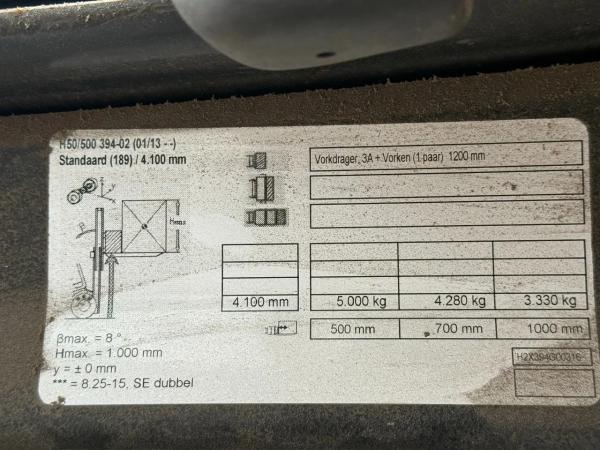 H50/500 394-02 (01/13 - -)
Standaard (189) / 4.100 mm
Vorkdrager, 3A + Vorken (1 paar) 1200 mm
Hmax
β
4.100 mm 5.000 kg 4.280 kg 3.330 kg
500 mm 700 mm 1000 mm
βmax. = 8 °
Hmax = 1.000 mm
y = ± 0 mm
*** = 8.25-15, SE dubbel
H2X394G00316